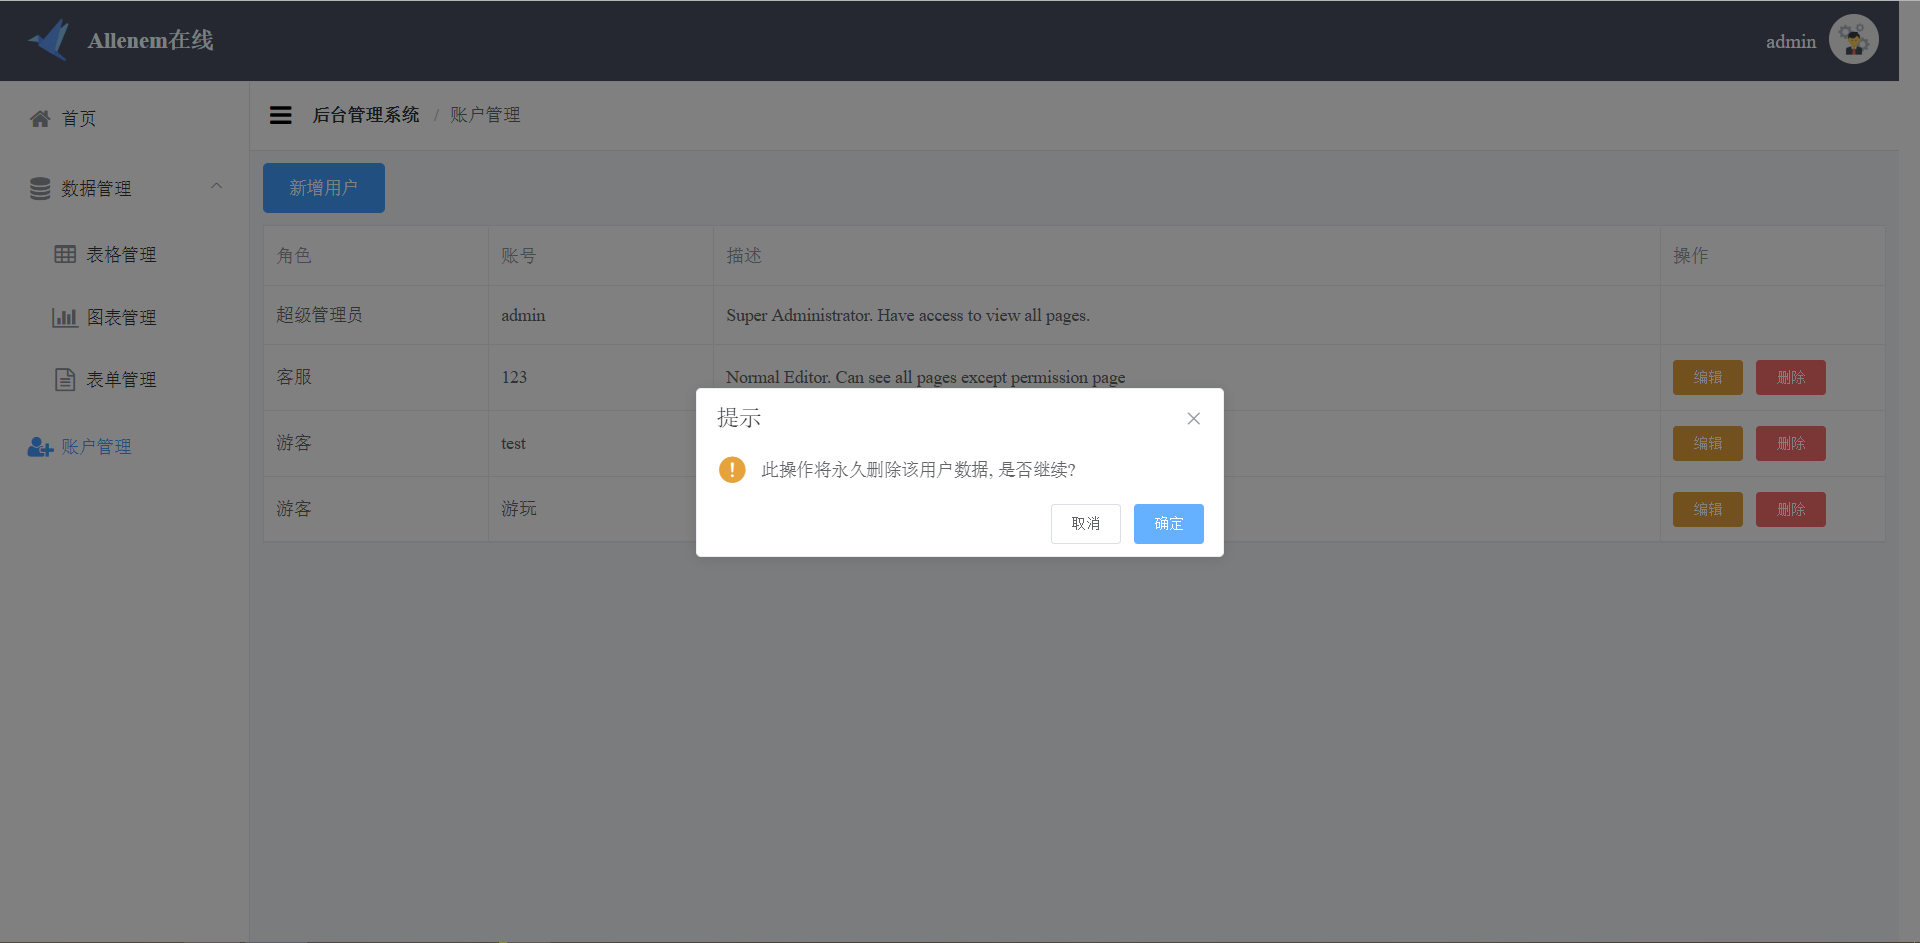 Allenem在线
admin
首页
后台管理系统 / 账户管理
数据管理
新增用户
表格管理
图表管理
表单管理
账户管理
角色 账号 描述 操作
超级管理员 admin Super Administrator. Have access to view all pages.
客服 123 Normal Editor. Can see all pages except permission page 编辑 删除
游客 test 编辑 删除
游客 游玩 编辑 删除
提示
此操作将永久删除该用户数据, 是否继续?
取消 确定